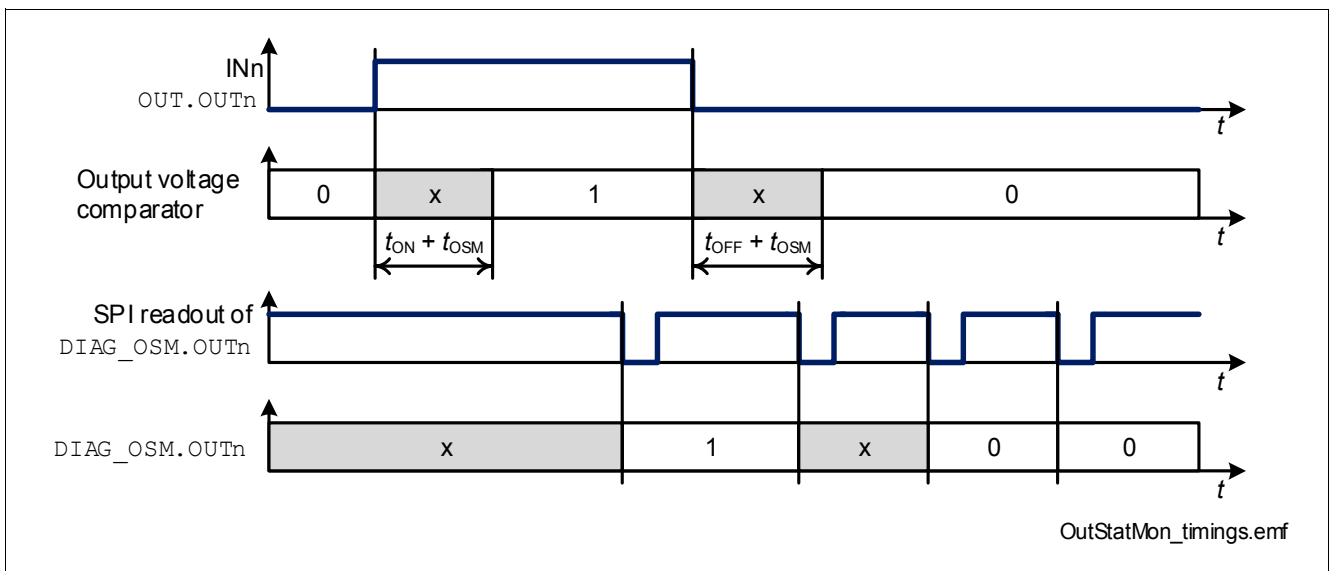 INn
OUT.OUTn
t
Output voltage
comparator
0 x 1 x 0
t
tON + tOSM tOFF + tOSM
SPI readout of
DIAG_OSM.OUTn
t
DIAG_OSM.OUTn
x 1 x 0 0
t
OutStatMon_timings.emf